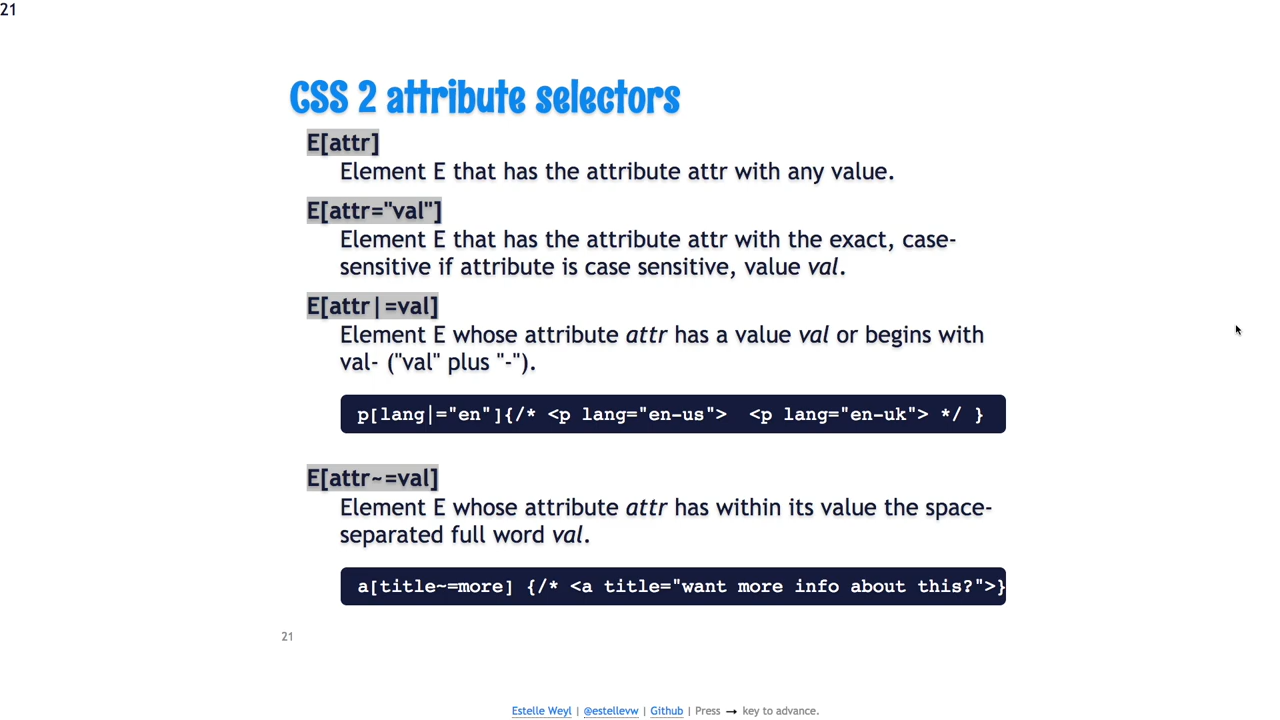 21
CSS 2 attribute selectors
E[attr]
Element E that has the attribute attr with any value.
E[attr="val"]
Element E that has the attribute attr with the exact, case-
sensitive if attribute is case sensitive, value val.
E[attr|=val]
Element E whose attribute attr has a value val or begins with
val- ("val" plus "-").
p[lang|="en"]{/* <p lang="en-us">  <p lang="en-uk"> */ }
E[attr~=val]
Element E whose attribute attr has within its value the space-
separated full word val.
a[title~=more] {/* <a title="want more info about this?">}
21
Estelle Weyl | @estellevw | Github | Press → key to advance.